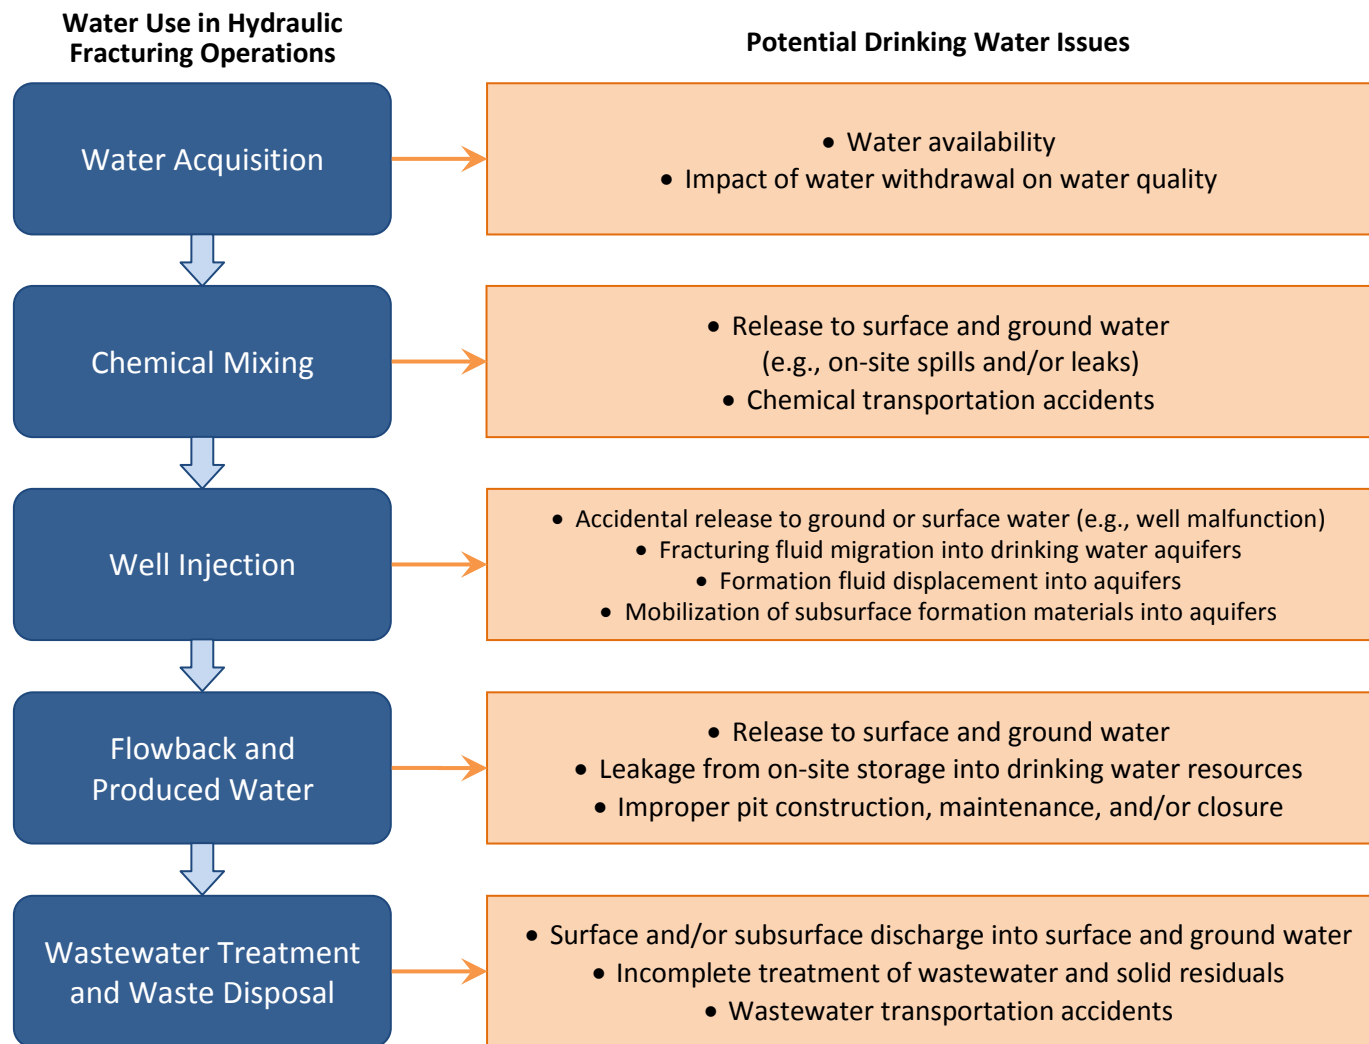 Water Use in Hydraulic
Fracturing Operations
Potential Drinking Water Issues
Water Acquisition
• Water availability
• Impact of water withdrawal on water quality
Chemical Mixing
• Release to surface and ground water
(e.g., on-site spills and/or leaks)
• Chemical transportation accidents
Well Injection
• Accidental release to ground or surface water (e.g., well malfunction)
• Fracturing fluid migration into drinking water aquifers
• Formation fluid displacement into aquifers
• Mobilization of subsurface formation materials into aquifers
Flowback and
Produced Water
• Release to surface and ground water
• Leakage from on-site storage into drinking water resources
• Improper pit construction, maintenance, and/or closure
Wastewater Treatment
and Waste Disposal
• Surface and/or subsurface discharge into surface and ground water
• Incomplete treatment of wastewater and solid residuals
• Wastewater transportation accidents